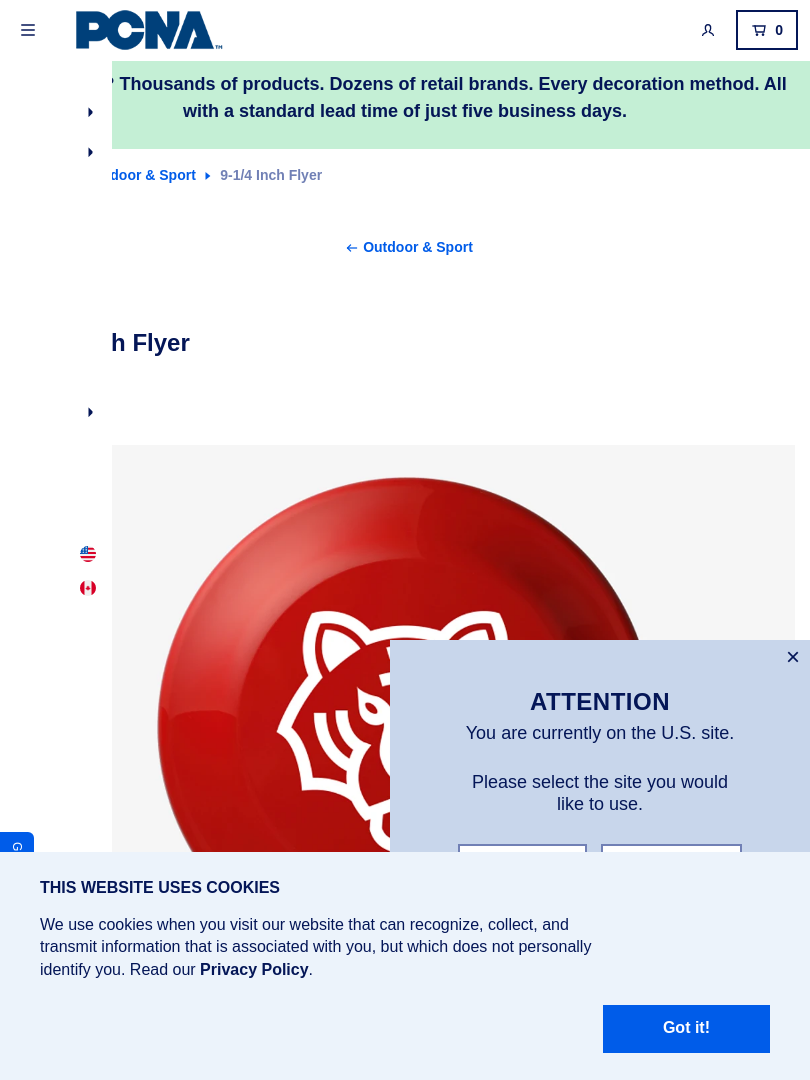 PCNA™
0
? Thousands of products. Dozens of retail brands. Every decoration method. All
with a standard lead time of just five business days.
door & Sport 9-1/4 Inch Flyer
Outdoor & Sport
h Flyer
ATTENTION
You are currently on the U.S. site.
Please select the site you would
like to use.
G
THIS WEBSITE USES COOKIES
We use cookies when you visit our website that can recognize, collect, and
transmit information that is associated with you, but which does not personally
identify you. Read our Privacy Policy.
Got it!